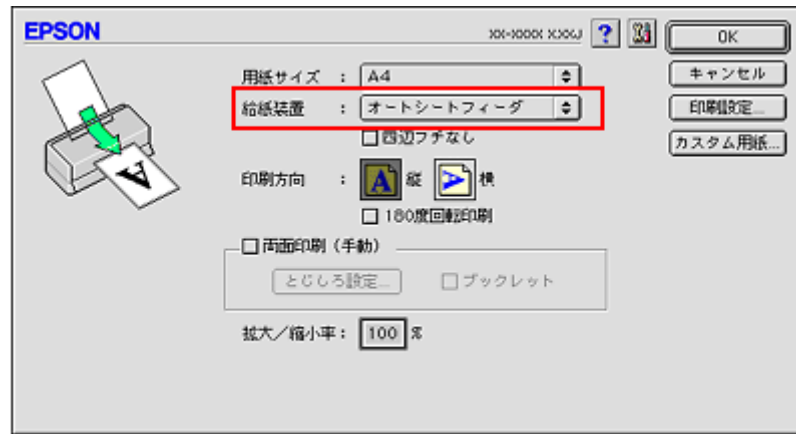 EPSON
XX-XXXX X.XXJ ? OK
用紙サイズ : A4 キャンセル
給紙装置 : オートシートフィーダ 印刷設定...
四辺フチなし カスタム用紙...
印刷方向 : A 縦 A 横
180度回転印刷
両面印刷(手動)
とじしろ設定... ブックレット
拡大/縮小率: 100 %
A